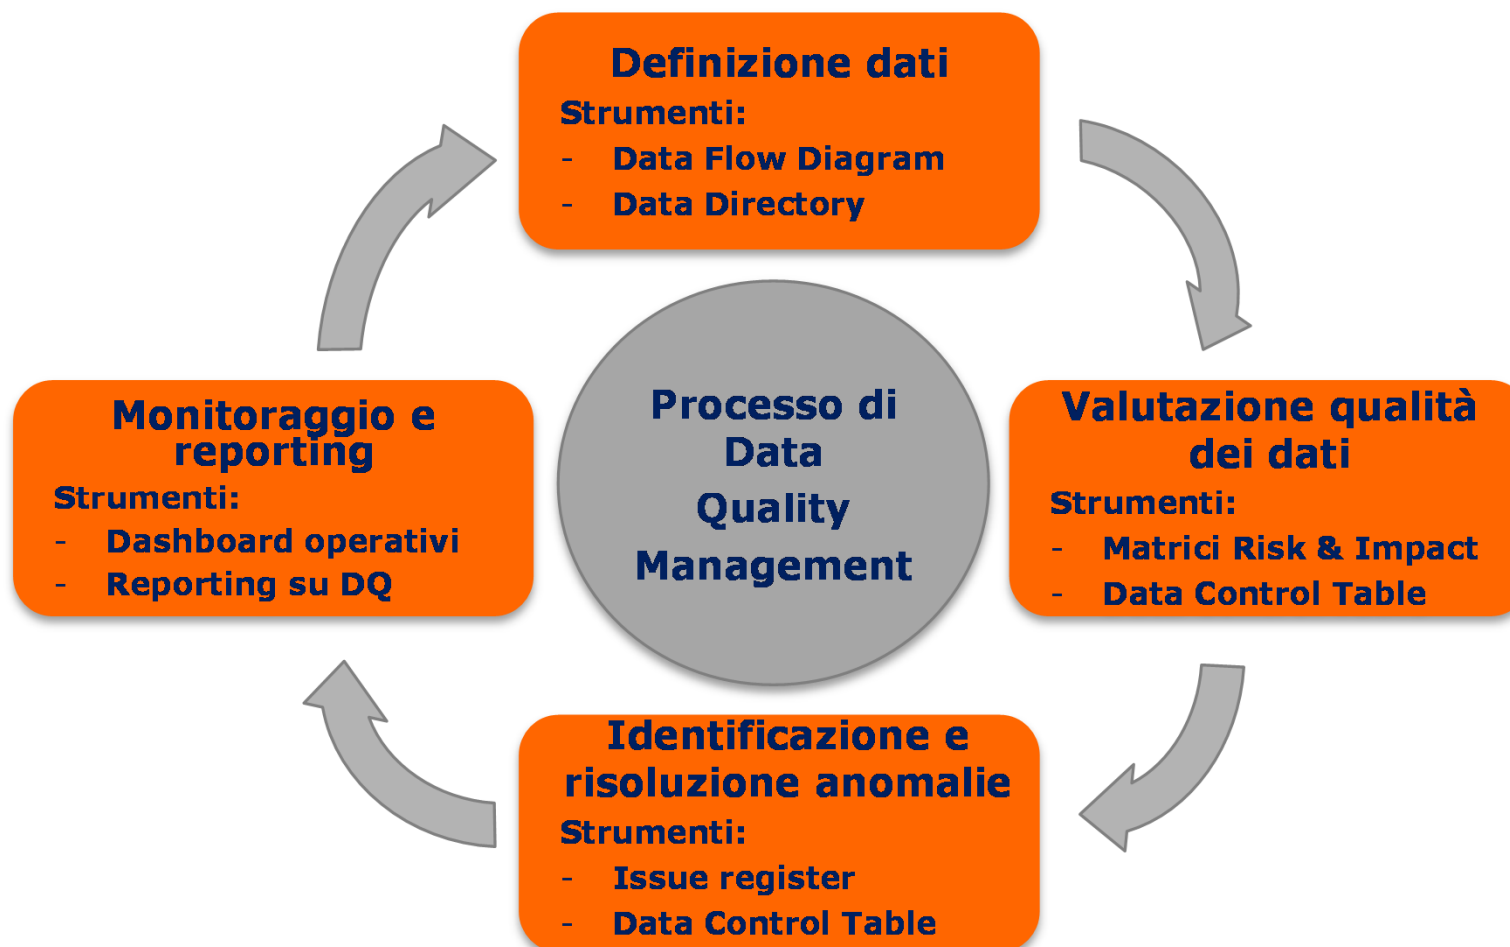 Definizione dati
Strumenti:
- Data Flow Diagram
- Data Directory
Monitoraggio e
reporting
Strumenti:
- Dashboard operativi
- Reporting su DQ
Processo di
Data
Quality
Management
Valutazione qualità
dei dati
Strumenti:
- Matrici Risk & Impact
- Data Control Table
Identificazione e
risoluzione anomalie
Strumenti:
- Issue register
- Data Control Table